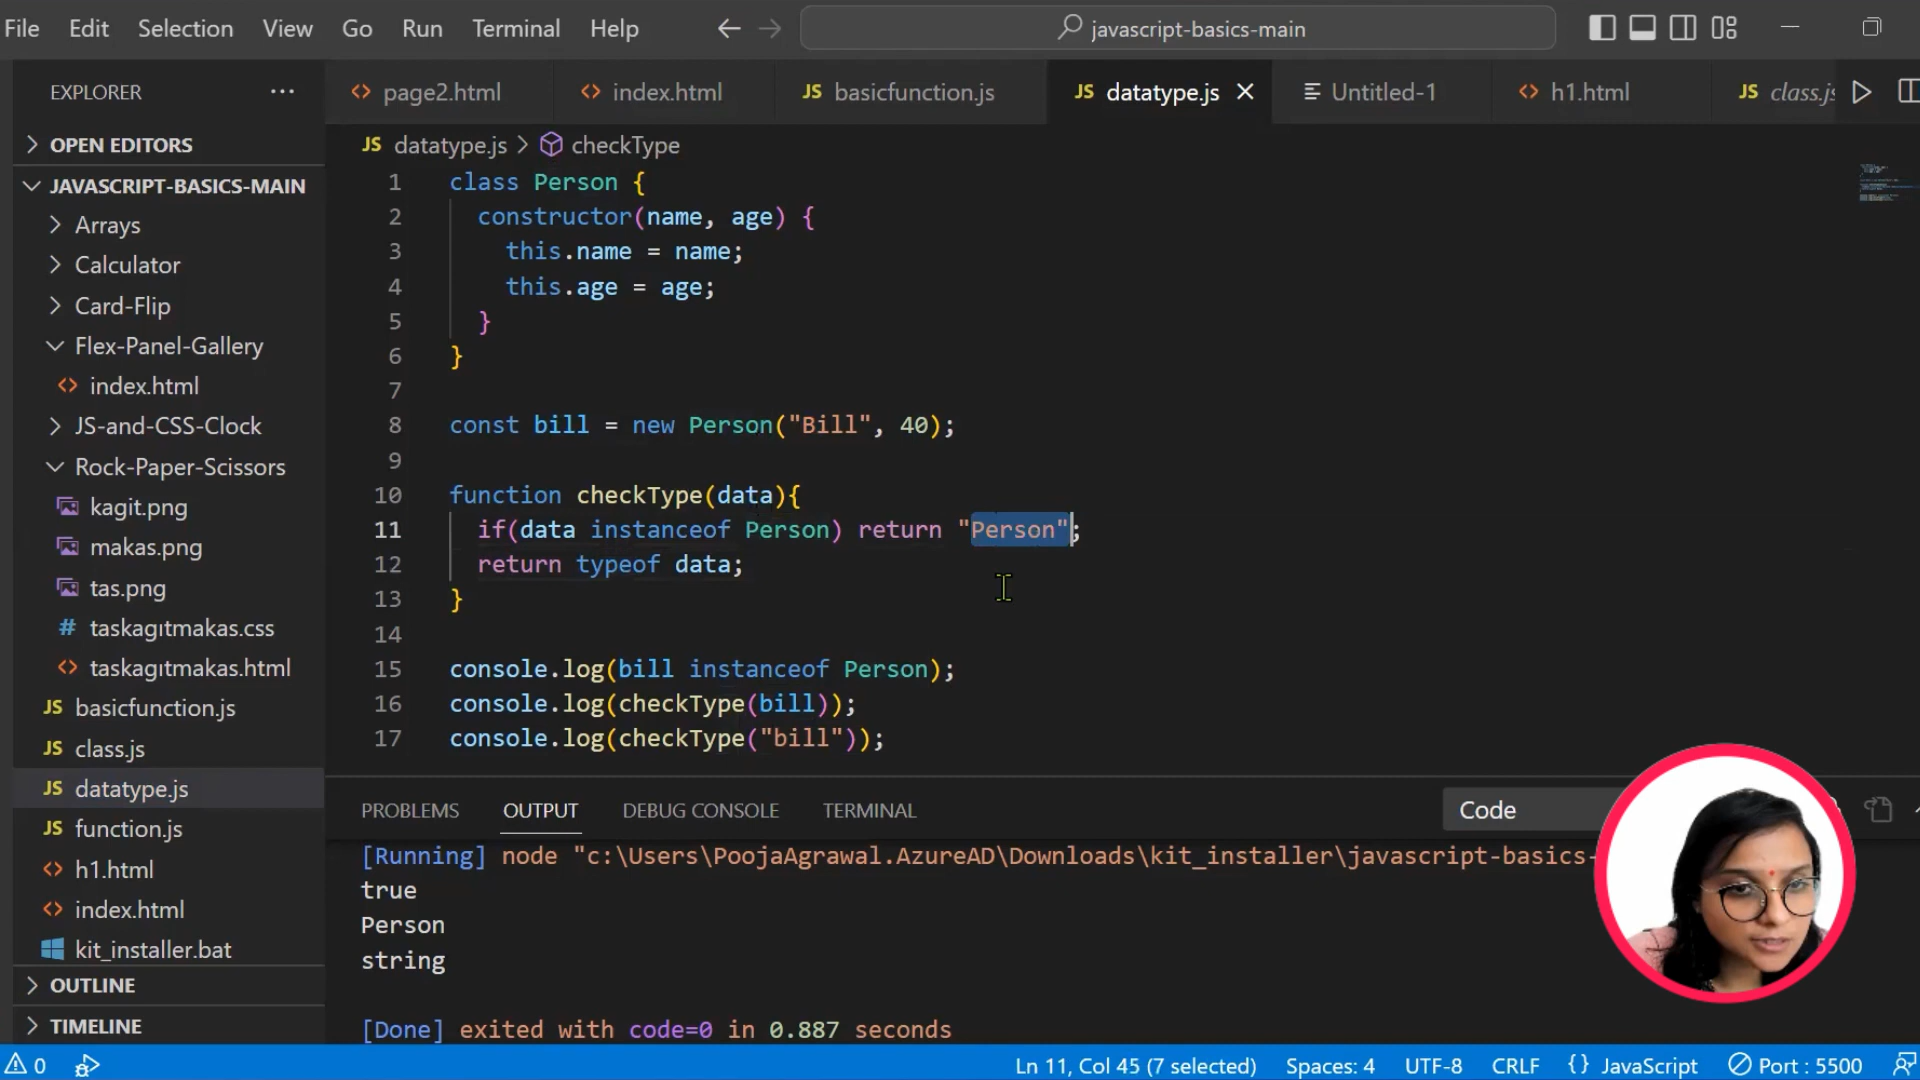 File Edit Selection View Go Run Terminal Help javascript-basics-main
EXPLORER
OPEN EDITORS
JAVASCRIPT-BASICS-MAIN
Arrays
Calculator
Card-Flip
Flex-Panel-Gallery
index.html
JS-and-CSS-Clock
Rock-Paper-Scissors
kagit.png
makas.png
tas.png
# taskagıtmakas.css
taskagıtmakas.html
JS basicfunction.js
JS class.js
JS datatype.js
JS function.js
h1.html
index.html
kit_installer.bat
OUTLINE
TIMELINE
page2.html index.html JS basicfunction.js JS datatype.js Untitled-1 h1.html JS class.js
JS datatype.js > checkType
1 class Person {
2 constructor(name, age) {
3 this.name = name;
4 this.age = age;
5 }
6 }
7
8 const bill = new Person("Bill", 40);
9
10 function checkType(data){
11 if(data instanceof Person) return "Person";
12 return typeof data;
13 }
14
15 console.log(bill instanceof Person);
16 console.log(checkType(bill));
17 console.log(checkType("bill"));
PROBLEMS OUTPUT DEBUG CONSOLE TERMINAL Code
[Running] node "c:\Users\PoojaAgrawal.AzureAD\Downloads\kit_installer\javascript-basics-
true
Person
string
[Done] exited with code=0 in 0.887 seconds
0 Ln 11, Col 45 (7 selected) Spaces: 4 UTF-8 CRLF {} JavaScript Port : 5500